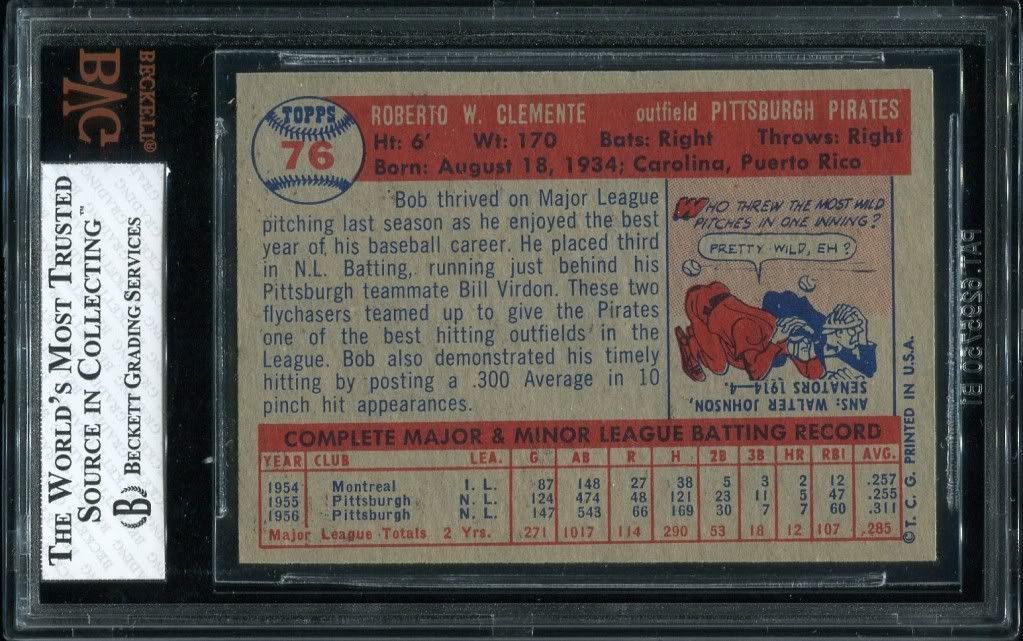 BECKETT®
BVG
THE WORLD'S MOST TRUSTED
SOURCE IN COLLECTING™
BECKETT GRADING SERVICES
TOPPS
76
ROBERTO W. CLEMENTE outfield PITTSBURGH PIRATES
Ht: 6' Wt: 170 Bats: Right Throws: Right
Born: August 18, 1934; Carolina, Puerto Rico
Bob thrived on Major League
pitching last season as he enjoyed the best
year of his baseball career. He placed third
in N.L. Batting, running just behind his
Pittsburgh teammate Bill Virdon. These two
flychasers teamed up to give the Pirates
one of the best hitting outfields in the
League. Bob also demonstrated his timely
hitting by posting a .300 Average in 10
pinch hit appearances.
WHO THREW THE MOST WILD
PITCHES IN ONE INNING?
PRETTY WILD, EH?
ANS: WALTER JOHNSON,
SENATORS 1914—4.
COMPLETE MAJOR & MINOR LEAGUE BATTING RECORD
YEAR CLUB LEA. G AB R H 2B 3B HR RBI AVG.
1954 Montreal I. L. 87 148 27 38 5 3 2 12 .257
1955 Pittsburgh N. L. 124 474 48 121 23 11 5 47 .255
1956 Pittsburgh N. L. 147 543 66 169 30 7 7 60 .311
Major League Totals 2 Yrs. 271 1017 114 290 53 18 12 107 .285
© T. C. G. PRINTED IN U.S.A.